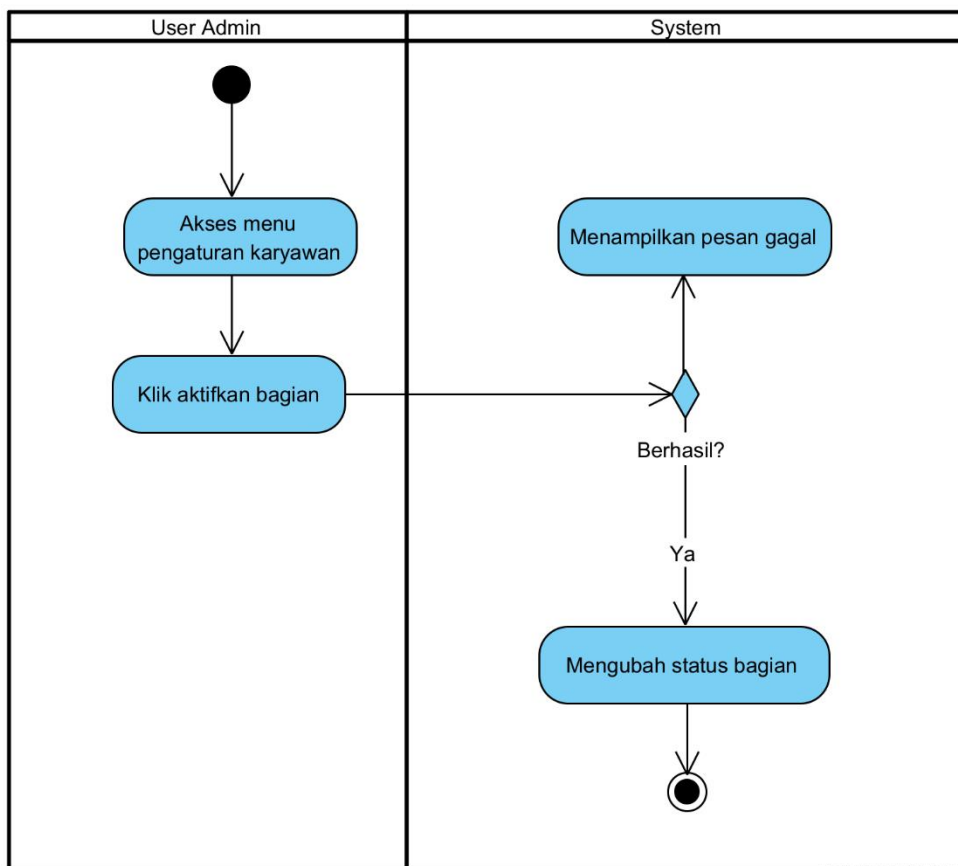 User Admin
System
Akses menu
pengaturan karyawan
Menampilkan pesan gagal
Klik aktifkan bagian
Berhasil?
Ya
Mengubah status bagian